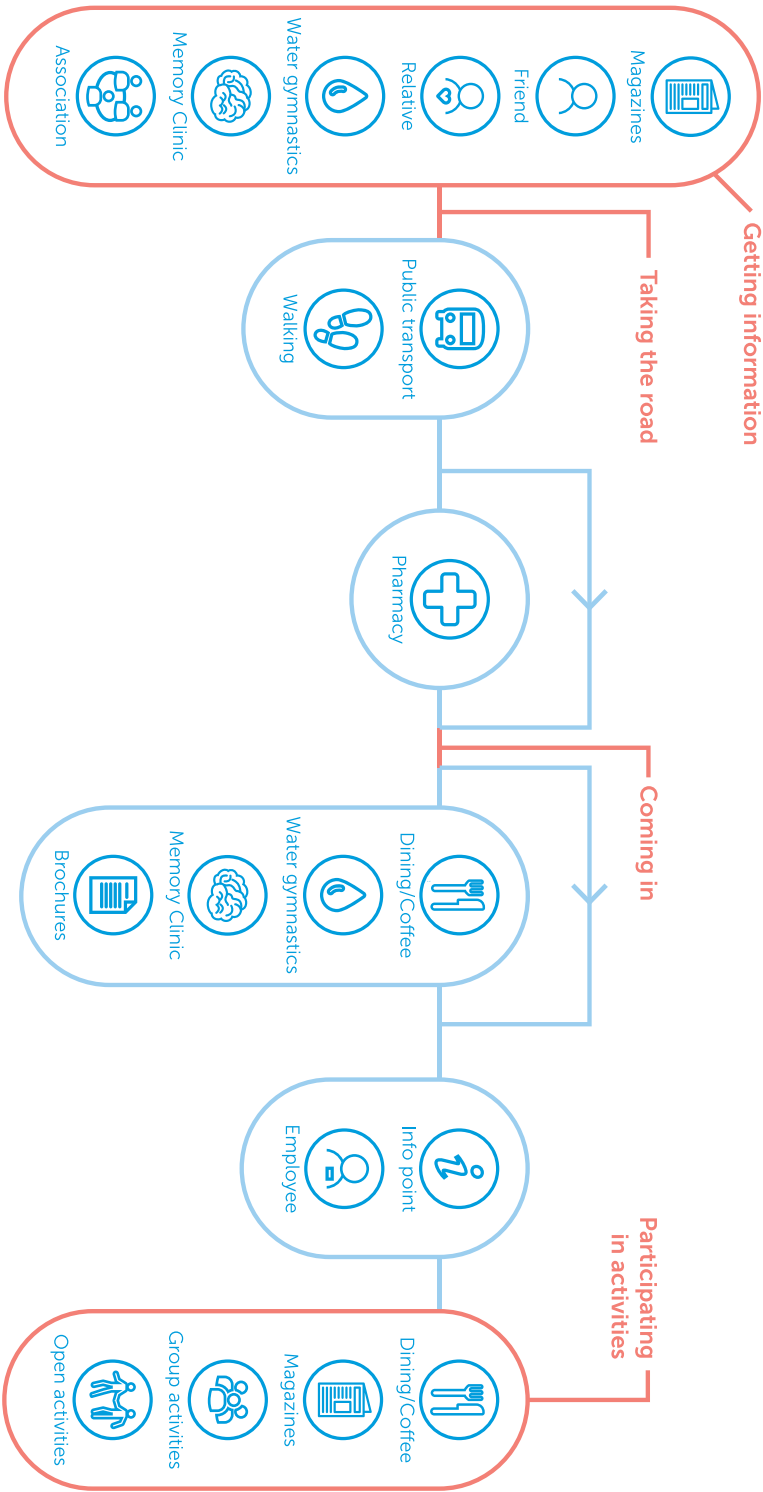 Getting information
Magazines
Friend
Relative
Water gymnastics
Memory Clinic
Association
Taking the road
Public transport
Walking
Pharmacy
Coming in
Dining/Coffee
Water gymnastics
Memory Clinic
Brochures
Info point
Employee
Participating
in activities
Dining/Coffee
Magazines
Group activities
Open activities